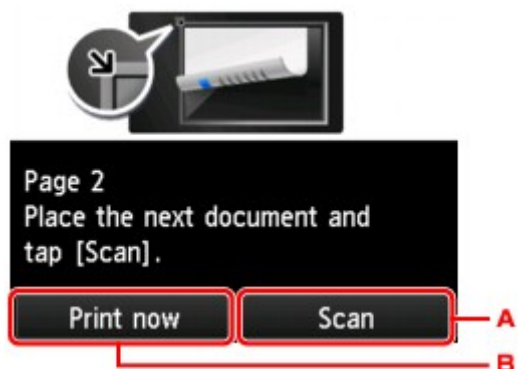 Page 2
Place the next document and
tap [Scan].
Print now
Scan
A
B